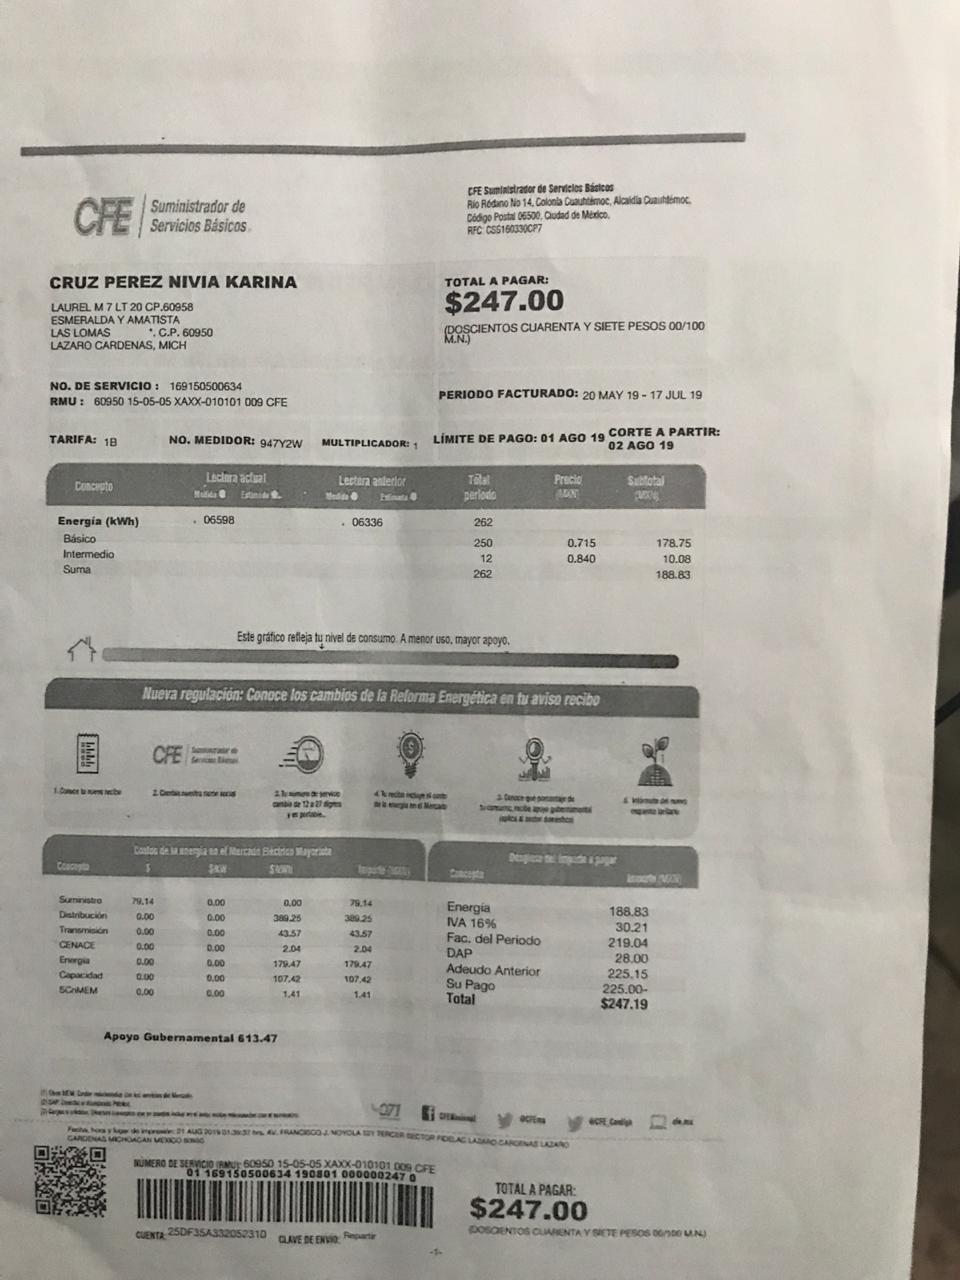 CFE Suministrador de
Servicios Básicos
CFE Suministrador de Servicios Básicos
Río Ródano No 14, Colonia Cuauhtémoc, Alcaldía Cuauhtémoc,
Código Postal 06500, Ciudad de México.
RFC: CSS160330CP7
CRUZ PEREZ NIVIA KARINA
LAUREL M 7 LT 20 CP.60958
ESMERALDA Y AMATISTA
LAS LOMAS *. C.P. 60950
LAZARO CARDENAS, MICH
TOTAL A PAGAR:
$247.00
(DOSCIENTOS CUARENTA Y SIETE PESOS 00/100
M.N.)
NO. DE SERVICIO : 169150500634
RMU : 60950 15-05-05 XAXX-010101 009 CFE
PERIODO FACTURADO: 20 MAY 19 - 17 JUL 19
TARIFA: 1B NO. MEDIDOR: 947Y2W MULTIPLICADOR: 1 LÍMITE DE PAGO: 01 AGO 19 CORTE A PARTIR:
02 AGO 19
Concepto Lectura actual Lectura anterior Total Precio Subtotal
Medida Estimada Medida Estimada periodo (MXN) (MXN)
Energía (kWh) . 06598 . 06336 262
Básico 250 0.715 178.75
Intermedio 12 0.840 10.08
Suma 262 188.83
Este gráfico refleja tu nivel de consumo. A menor uso, mayor apoyo.
Nueva regulación: Conoce los cambios de la Reforma Energética en tu aviso recibo
CFE Suministrador de
Servicios Básicos
1. Conoce tu nuevo recibo
2. Cambia nuestra razón social
3. Tu número de servicio
cambia de 12 a 27 dígitos
y es portable.
4. Tu recibo incluye el costo
de la energía en el Mercado
5. Conoce qué porcentaje de
tu consumo, recibe apoyo gubernamental
(aplica al sector doméstico)
6. Infórmate del nuevo
esquema tarifario
Costos de la energía en el Mercado Eléctrico Mayorista
Concepto $ $/kW $/kWh Importe (MXN)
Suministro 79.14 0.00 0.00 79.14
Distribución 0.00 0.00 389.25 389.25
Transmisión 0.00 0.00 43.57 43.57
CENACE 0.00 0.00 2.04 2.04
Energía 0.00 0.00 179.47 179.47
Capacidad 0.00 0.00 107.42 107.42
SCnMEM 0.00 0.00 1.41 1.41
Apoyo Gubernamental 613.47
Desglose del importe a pagar
Concepto Importe (MXN)
Energía 188.83
IVA 16% 30.21
Fac. del Periodo 219.04
DAP 28.00
Adeudo Anterior 225.15
Su Pago 225.00-
Total $247.19
071 CFENacional @CFEmx @CFE_Contigo cfe.mx
Fecha, hora y lugar de impresión: 01 AUG 2019 hrs. AV. FRANCISCO J. NOYOLA TERCER SECTOR FIDELAC LAZARO CARDENAS LAZARO
CARDENAS MICHOACAN MEXICO
NÚMERO DE SERVICIO (RMU): 60950 15-05-05 XAXX-010101 009 CFE
01 169150500634 190801 000000247 0
CUENTA: 25DF35A332052310 CLAVE DE ENVIO: Repartir
TOTAL A PAGAR:
$247.00
(DOSCIENTOS CUARENTA Y SIETE PESOS 00/100 M.N.)
-1-